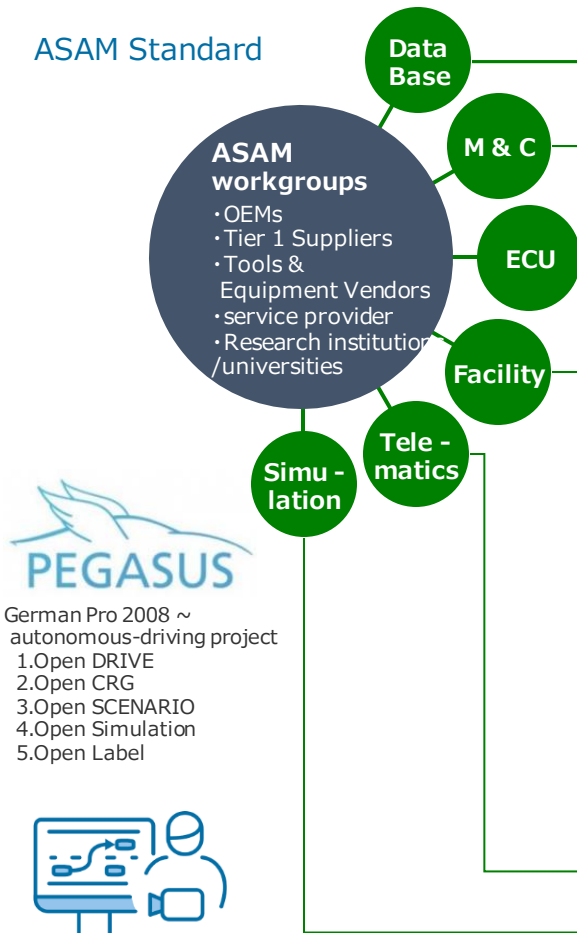 ASAM Standard
Data
Base
M & C
ECU
Facility
Tele -
matics
Simu -
lation
ASAM
workgroups
・OEMs
・Tier 1 Suppliers
・Tools &
Equipment Vendors
・service provider
・Research institution
/universities
PEGASUS
German Pro 2008 ~
autonomous-driving project
1.Open DRIVE
2.Open CRG
3.Open SCENARIO
4.Open Simulation
5.Open Label